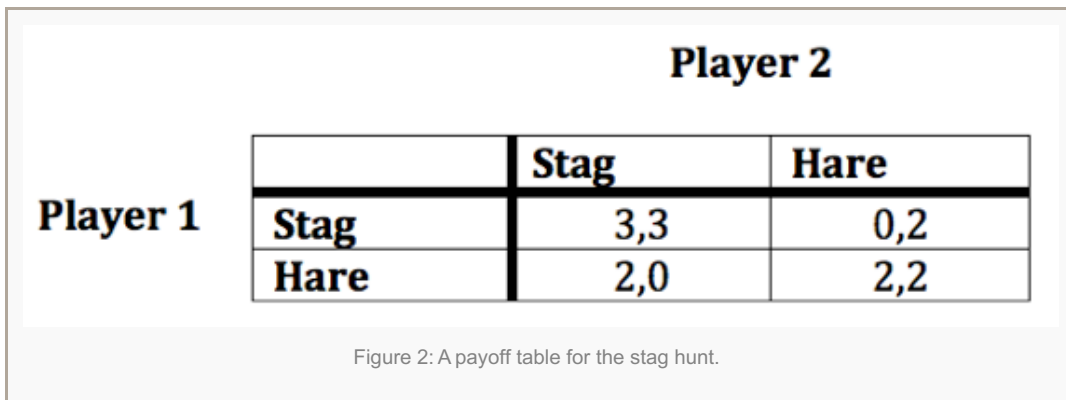 Player 2
Stag Hare
Player 1 Stag 3,3 0,2
Hare 2,0 2,2
Figure 2: A payoff table for the stag hunt.